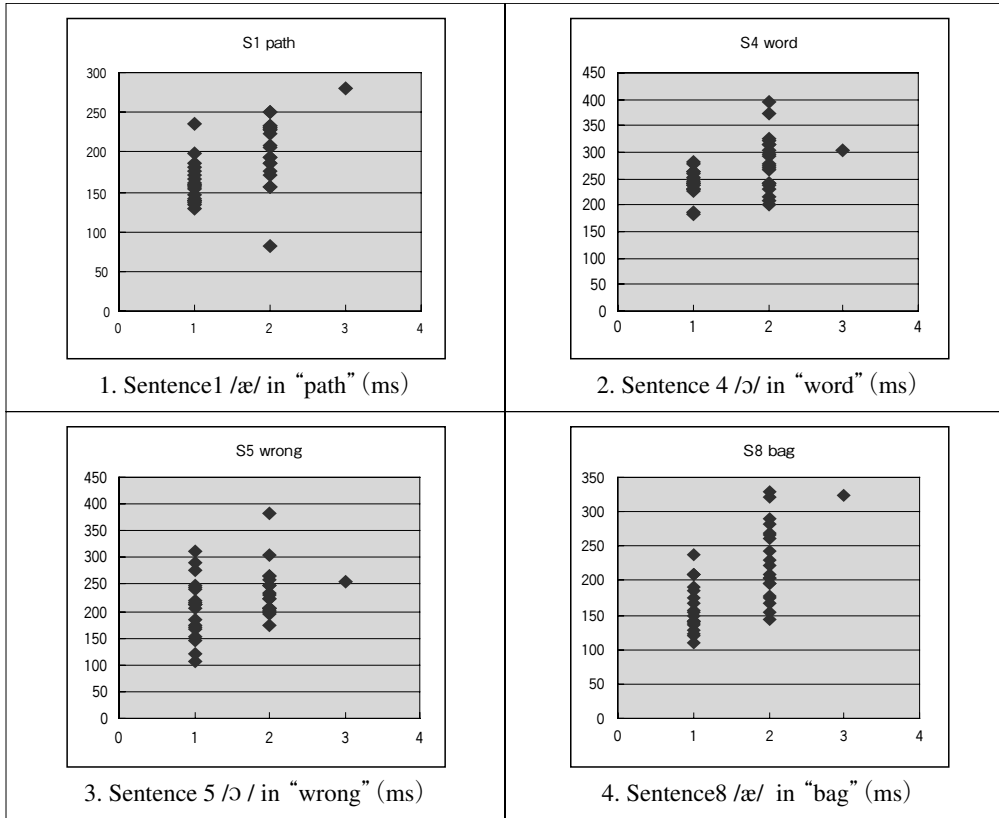 S1 path
300
250
200
150
100
50
0
0 1 2 3 4
1. Sentence1 /æ/ in “path” (ms)
S4 word
450
400
350
300
250
200
150
100
50
0
0 1 2 3 4
2. Sentence 4 /ɔ/ in “word” (ms)
S5 wrong
450
400
350
300
250
200
150
100
50
0
0 1 2 3 4
3. Sentence 5 /ɔ / in “wrong” (ms)
S8 bag
350
300
250
200
150
100
50
0
0 1 2 3 4
4. Sentence8 /æ/ in “bag” (ms)